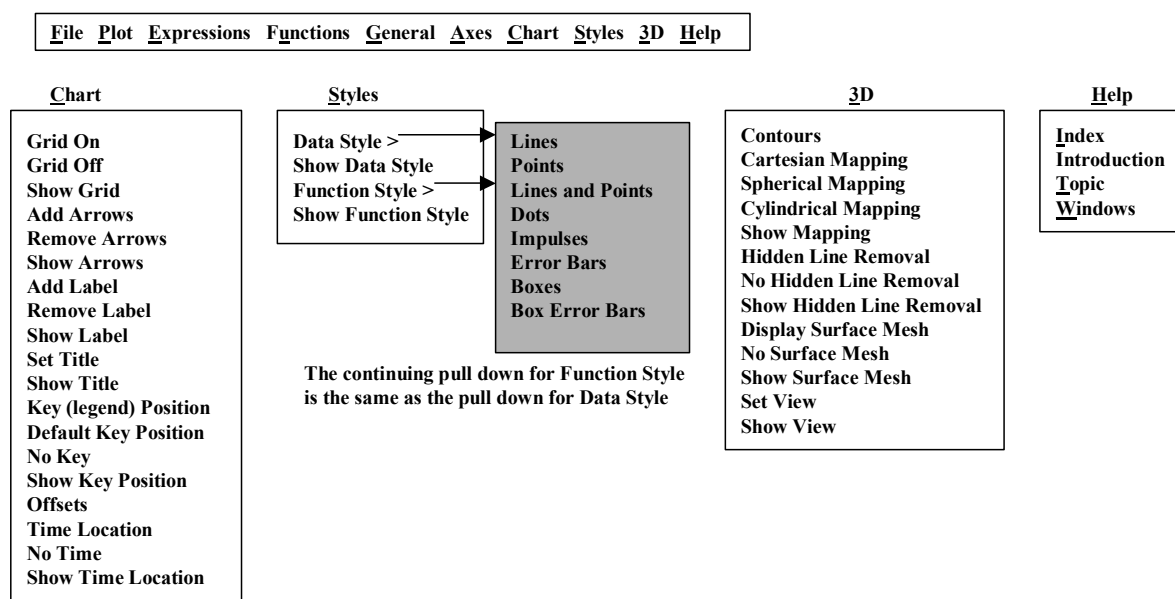 File Plot Expressions Functions General Axes Chart Styles 3D Help
Chart
Grid On
Grid Off
Show Grid
Add Arrows
Remove Arrows
Show Arrows
Add Label
Remove Label
Show Label
Set Title
Show Title
Key (legend) Position
Default Key Position
No Key
Show Key Position
Offsets
Time Location
No Time
Show Time Location
Styles
Data Style >
Show Data Style
Function Style >
Show Function Style
Lines
Points
Lines and Points
Dots
Impulses
Error Bars
Boxes
Box Error Bars
The continuing pull down for Function Style
is the same as the pull down for Data Style
3D
Contours
Cartesian Mapping
Spherical Mapping
Cylindrical Mapping
Show Mapping
Hidden Line Removal
No Hidden Line Removal
Show Hidden Line Removal
Display Surface Mesh
No Surface Mesh
Show Surface Mesh
Set View
Show View
Help
Index
Introduction
Topic
Windows